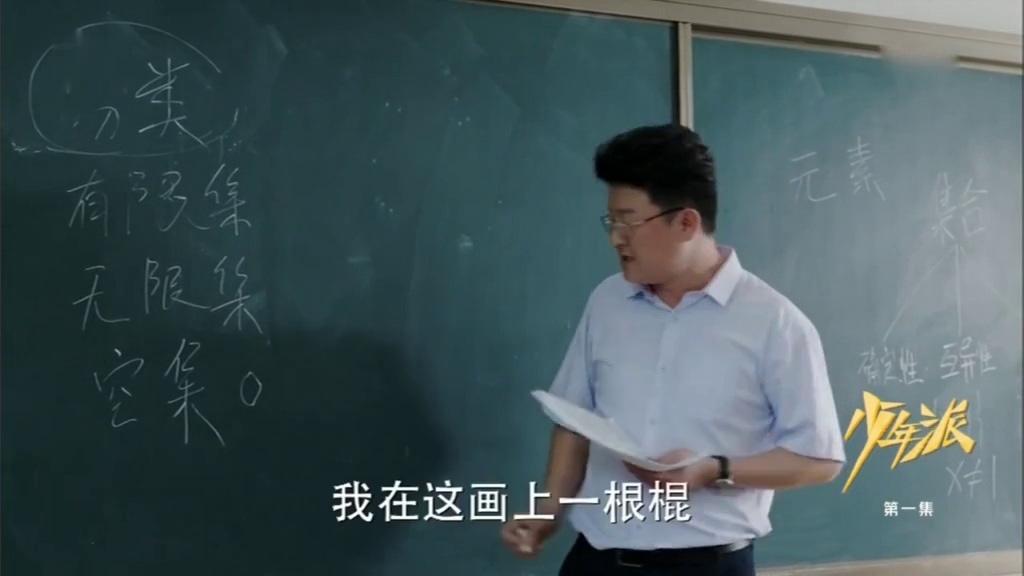 分类
有限集
无限集
空集 0
元素
集合
确定性 互异性
x≠1
少年派
第一集
我在这画上一根棍